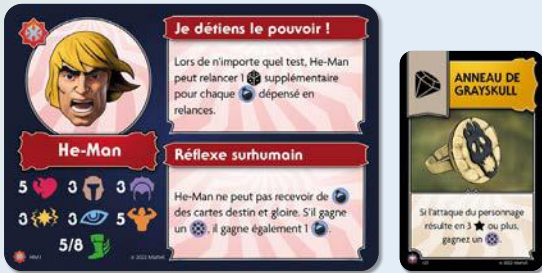 Je détiens le pouvoir !
Lors de n'importe quel test, He-Man
peut relancer 1 supplémentaire
pour chaque dépensé en
relances.
He-Man
5 3 3
3 3 5
5/8
Réflexe surhumain
He-Man ne peut pas recevoir de
des cartes destin et gloire. S'il gagne
un , il gagne également 1 .
© 2022 Mattel.
ANNEAU DE
GRAYSKULL
Si l'attaque du personnage
résulte en 3 ou plus,
gagnez un .
© 2022 Mattel.